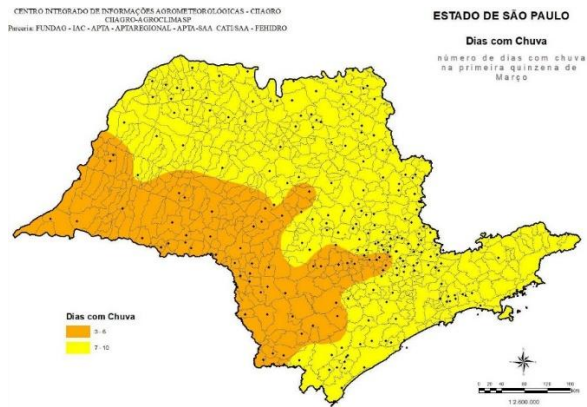 CENTRO INTEGRADO DE INFORMAÇÕES AGROMETEOROLÓGICAS - CIIAGRO
CIIAGRO-AGROCLIMASP
Parceria: FUNDAG - IAC - APTA - APTAREGIONAL - APTA-SAA CATI/SAA - FEHIDRO
ESTADO DE SÃO PAULO
Dias com Chuva
número de dias com chuva
na primeira quinzena de
Março
Dias com Chuva
3 - 6
7 - 10
1:2.600.000